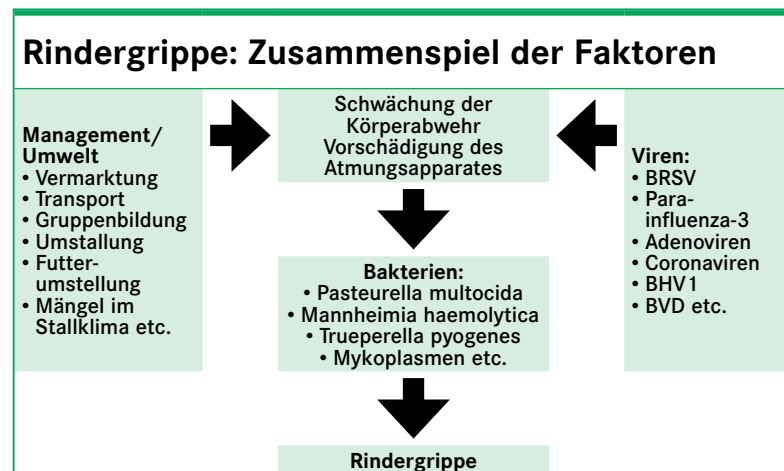 Rindergrippe: Zusammenspiel der Faktoren
Management/
Umwelt
• Vermarktung
• Transport
• Gruppenbildung
• Umstallung
• Futter-
umstellung
• Mängel im
Stallklima etc.
Schwächung der
Körperabwehr
Vorschädigung des
Atmungsapparates
Bakterien:
• Pasteurella multocida
• Mannheimia haemolytica
• Trueperella pyogenes
• Mykoplasmen etc.
Rindergrippe
Viren:
• BRSV
• Para-
influenza-3
• Adenoviren
• Coronaviren
• BHV1
• BVD etc.